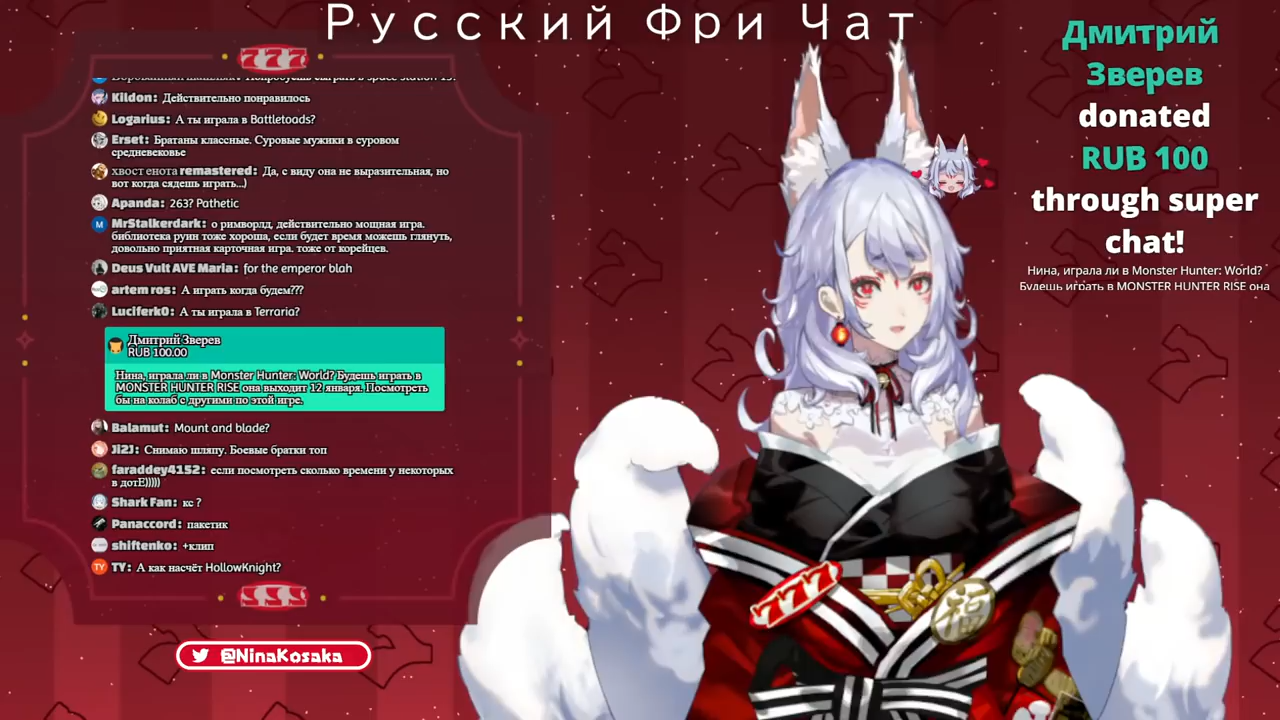 Русский Фри Чат
777
Kildon: Действительно понравилось
Logarius: А ты играла в Battletoads?
Erset: Братаны классные. Суровые мужики в суровом
средневековье
хвост енота remastered: Да, с виду она не выразительная, но
вот когда сядешь играть...)
Apanda: 263? Pathetic
M MrStalkerdark: о римворлд, действительно мощная игра.
библиотека руин тоже хороша, если будет время можешь глянуть,
довольно приятная карточная игра. тоже от корейцев.
Deus Vult AVE Maria: for the emperor blah
artem ros: А играть когда будем???
Luciferk0: А ты играла в Terraria?
Дмитрий Зверев
RUB 100.00
Нина, играла ли в Monster Hunter: World? Будешь играть в
MONSTER HUNTER RISE она выходит 12 января. Посмотреть
бы на колаб с другими по этой игре.
Balamut: Mount and blade?
Ji2J: Снимаю шляпу. Боевые братки топ
faraddey4152: если посмотреть сколько времени у некоторых
в дотЕ)))))
Shark Fan: кс ?
Panaccord: пакетик
shiftenko: +клип
TY TY: А как насчёт HollowKnight?
@NinaKosaka
Дмитрий
Зверев
donated
RUB 100
through super
chat!
Нина, играла ли в Monster Hunter: World?
Будешь играть в MONSTER HUNTER RISE она
777
福